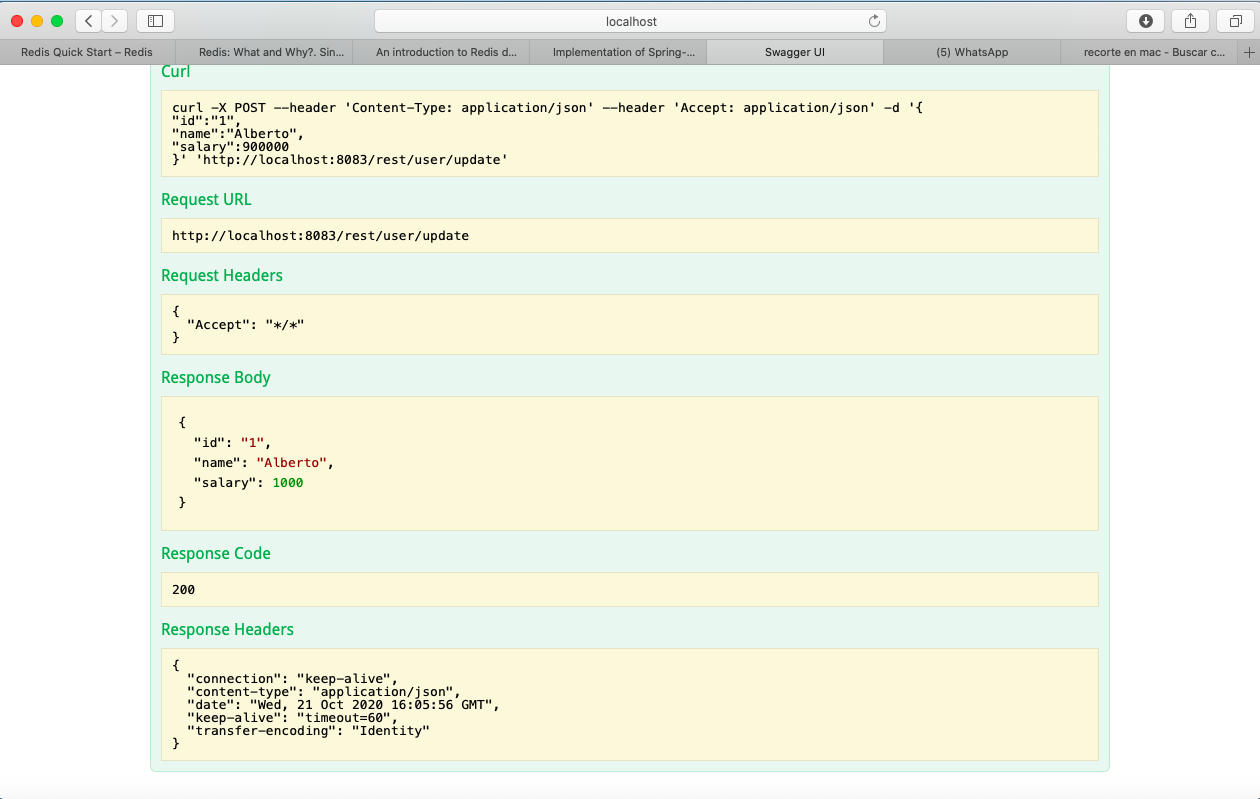 localhost
Redis Quick Start – Redis
Redis: What and Why?. Sin...
An introduction to Redis d...
Implementation of Spring-...
Swagger UI
(5) WhatsApp
recorte en mac - Buscar c...
Curl
curl -X POST --header 'Content-Type: application/json' --header 'Accept: application/json' -d '{
"id":"1",
"name":"Alberto",
"salary":900000
}' 'http://localhost:8083/rest/user/update'
Request URL
http://localhost:8083/rest/user/update
Request Headers
{
"Accept": "*/*"
}
Response Body
{
"id": "1",
"name": "Alberto",
"salary": 1000
}
Response Code
200
Response Headers
{
"connection": "keep-alive",
"content-type": "application/json",
"date": "Wed, 21 Oct 2020 16:05:56 GMT",
"keep-alive": "timeout=60",
"transfer-encoding": "Identity"
}